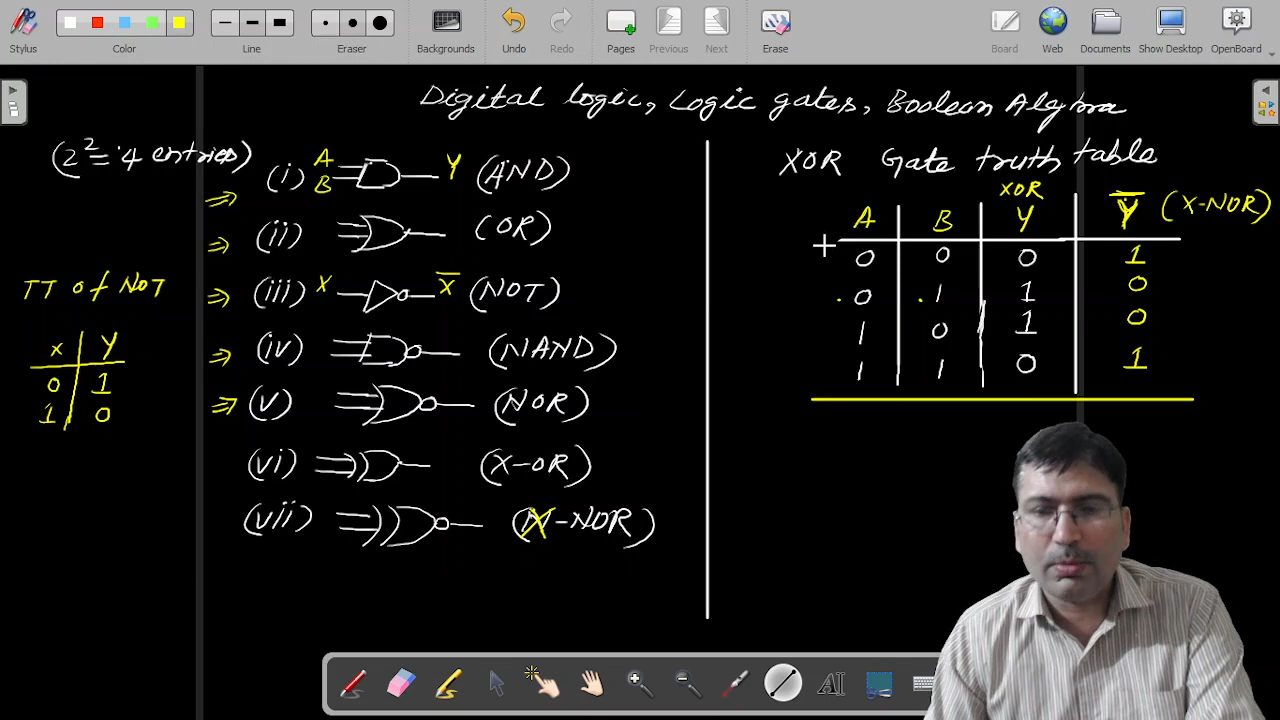 Stylus
Color
Line
Eraser
Backgrounds
Undo
Redo
Pages
Previous
Next
Erase
Board
Web
Documents
Show Desktop
OpenBoard
Digital logic, Logic gates, Boolean Algebra
(2²= 4 entries)
TT of NOT
X Y
0 1
1 0
⇒ (i) A B Y (AND)
⇒ (ii) (OR)
⇒ (iii) X X̅ (NOT)
⇒ (iv) (NAND)
⇒ (v) (NOR)
(vi) (X-OR)
(vii) (X-NOR)
XOR Gate truth table
XOR
A B Y Y̅ (X-NOR)
0 0 0 1
0 1 1 0
1 0 1 0
1 1 0 1
AI